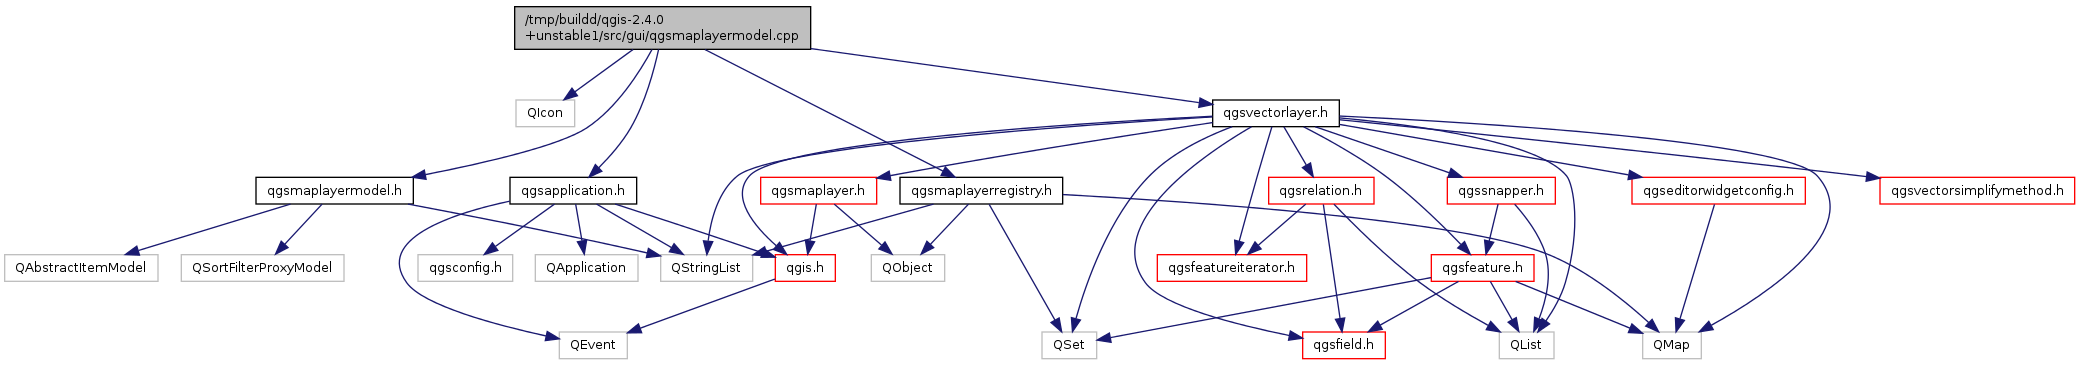 /tmp/buildd/qgis-2.4.0
+unstable1/src/gui/qgsmaplayermodel.cpp
QIcon
qgsvectorlayer.h
qgsmaplayermodel.h
qgsapplication.h
qgsmaplayer.h
qgsmaplayerregistry.h
qgsrelation.h
qgssnapper.h
qgseditorwidgetconfig.h
qgsvectorsimplifymethod.h
QAbstractItemModel
QSortFilterProxyModel
qgsconfig.h
QApplication
QStringList
qgis.h
QObject
qgsfeatureiterator.h
qgsfeature.h
QEvent
QSet
qgsfield.h
QList
QMap